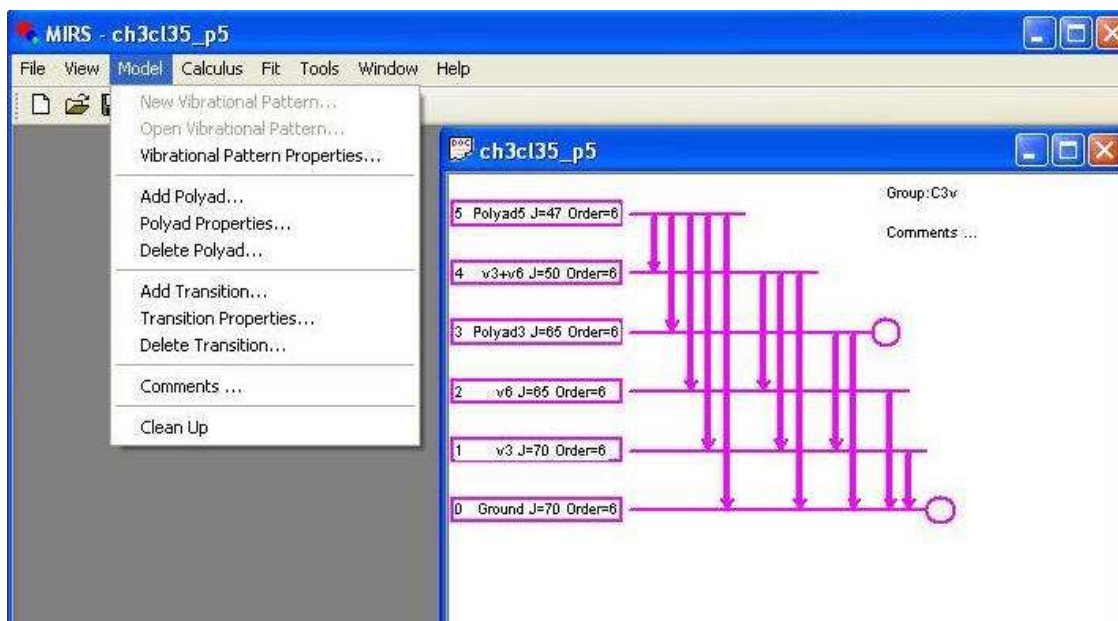 MIRS - ch3cl35_p5
File View Model Calculus Fit Tools Window Help
New Vibrational Pattern...
Open Vibrational Pattern...
Vibrational Pattern Properties...
Add Polyad...
Polyad Properties...
Delete Polyad...
Add Transition...
Transition Properties...
Delete Transition...
Comments ...
Clean Up
DOC ch3cl35_p5
Group:C3v
Comments ...
5 Polyad5 J=47 Order=6
4 v3+v6 J=50 Order=6
3 Polyad3 J=65 Order=6
2 v6 J=65 Order=6
1 v3 J=70 Order=6
0 Ground J=70 Order=6